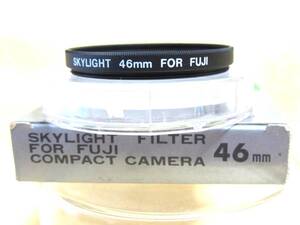 SKYLIGHT 46mm FOR FUJI
SKYLIGHT FILTER
FOR FUJI
COMPACT CAMERA 46mm